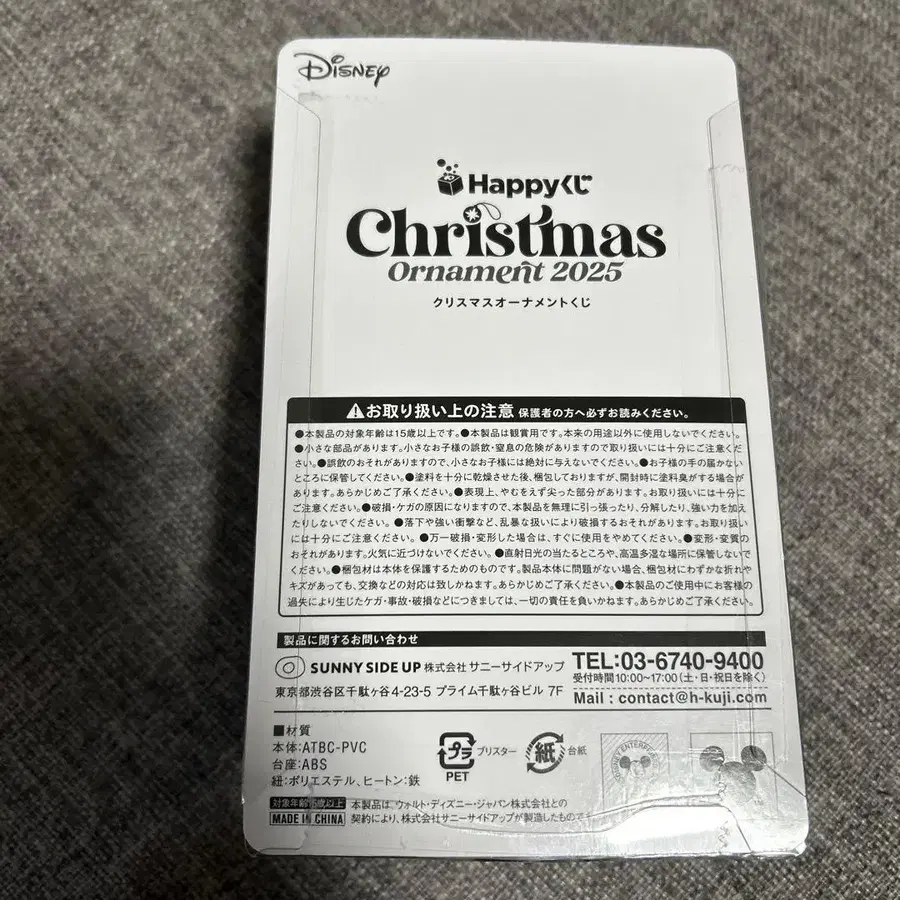 Disney
Happyくじ
Christmas
Ornament 2025
クリスマスオーナメントくじ
お取り扱い上の注意 保護者の方へ必ずお読みください。
●本製品の対象年齢は15歳以上です。●本製品は観賞用です。本来の用途以外に使用しないでください。
●小さな部品があります。小さなお子様の誤飲・窒息の危険がありますので取り扱いには十分にご注意くだ
さい。●誤飲のおそれがありますので、小さなお子様には絶対に与えないでください。●お子様の手の届かない
ところに保管してください。●塗料を十分に乾燥させた後、梱包しておりますが、開封時に塗料臭がする場合が
あります。あらかじめご了承ください。●表現上、やむをえず尖った部分があります。お取り扱いには十分に
ご注意ください。●破損・ケガの原因になりますので、本製品を無理に引っ張ったり、分解したり、強い力を加え
たりしないでください。●落下や強い衝撃など、乱暴な扱いにより破損するおそれがあります。お取り扱い
には十分にご注意ください。●万一破損・変形した場合は、すぐに使用をやめてください。●変形・変質の
おそれがあります。火気に近づけないでください。●直射日光の当たるところや、高温多湿な場所に保管しないで
ください。●梱包材は本体を保護するためのものです。製品本体に問題がない場合、梱包材にわずかな折れや
キズがあっても、交換などの対応は致しかねます。あらかじめご了承ください。●本製品のご使用中にお客様の
過失により生じたケガ・事故・破損などにつきましては、一切の責任を負いかねます。あらかじめご了承ください。
製品に関するお問い合わせ
SUNNY SIDE UP 株式会社 サニーサイドアップ
東京都渋谷区千駄ヶ谷4-23-5 プライム千駄ヶ谷ビル 7F
TEL:03-6740-9400
受付時間10:00~17:00(土・日・祝日を除く)
Mail : contact@h-kuji.com
■材質
本体:ATBC-PVC
台座:ABS
紐:ポリエステル、ヒートン:鉄
プラ ブリスター
PET
紙 台紙
対象年齢15歳以上
MADE IN CHINA
本製品は、ウォルト・ディズニー・ジャパン株式会社との
契約により、株式会社サニーサイドアップが製造したものです